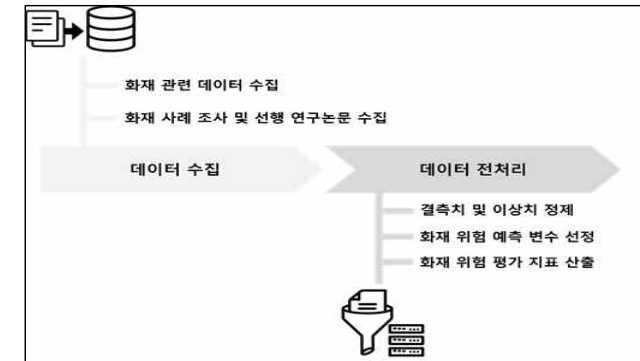 화재 관련 데이터 수집
화재 사례 조사 및 선행 연구논문 수집
데이터 수집
데이터 전처리
결측치 및 이상치 정제
화재 위험 예측 변수 선정
화재 위험 평가 지표 산출